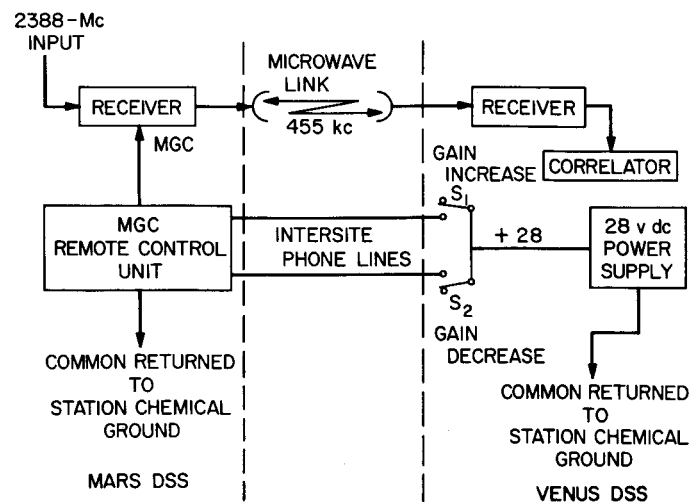 2388-Mc
INPUT
RECEIVER
MICROWAVE
LINK
455 kc
RECEIVER
CORRELATOR
MGC
MGC
REMOTE CONTROL
UNIT
INTERSITE
PHONE LINES
GAIN
INCREASE
S1
+ 28
S2
GAIN
DECREASE
28 v dc
POWER
SUPPLY
COMMON RETURNED
TO
STATION CHEMICAL
GROUND
COMMON RETURNED
TO
STATION CHEMICAL
GROUND
MARS DSS
VENUS DSS